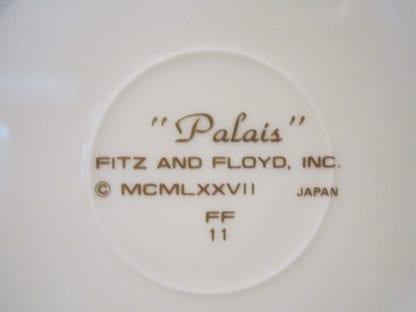 "Palais"
FITZ AND FLOYD, INC.
© MCMLXXVII JAPAN
FF
11